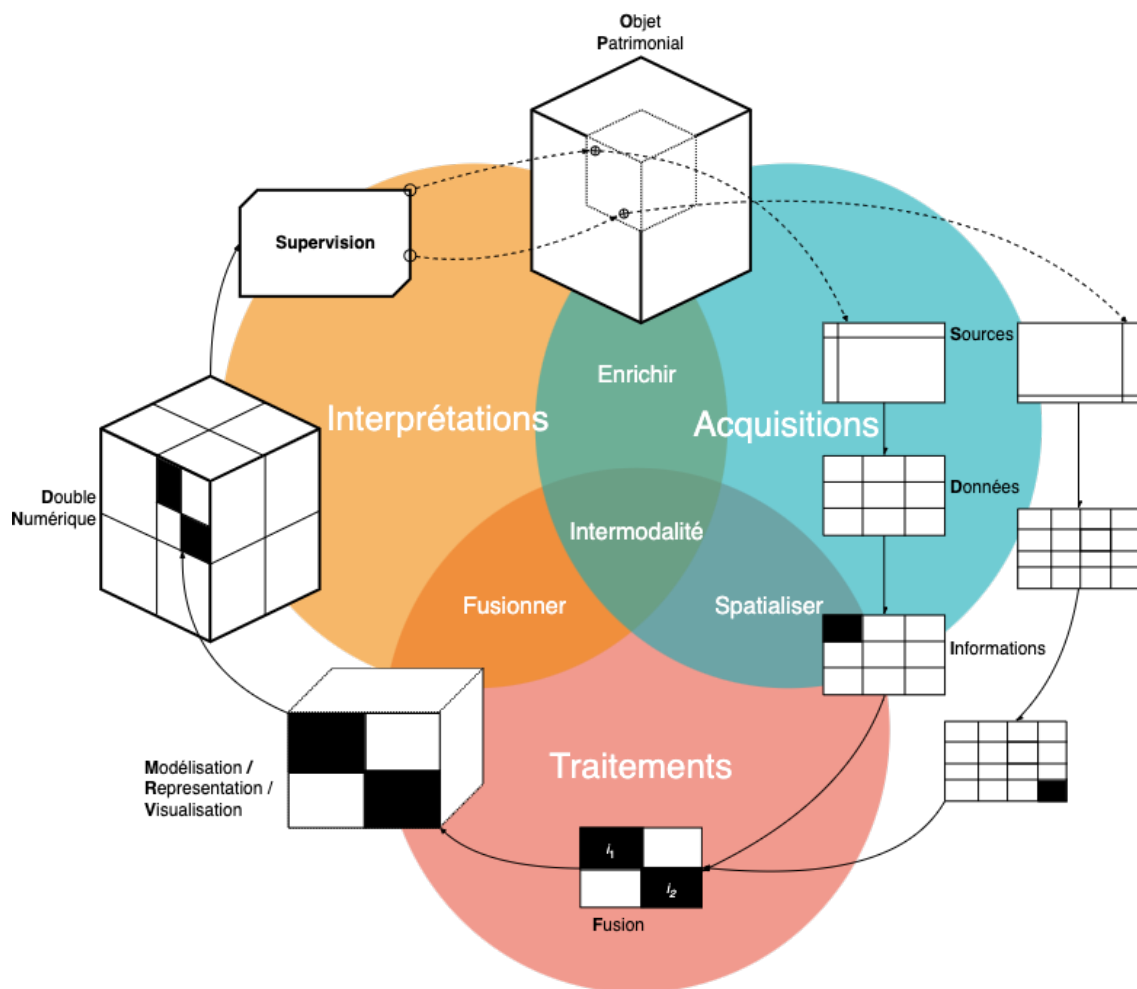 Objet
Patrimonial
Supervision
Sources
Enrichir
Interprétations
Acquisitions
Données
Double
Numérique
Intermodalité
Fusionner
Spatialiser
Informations
Modélisation /
Representation /
Visualisation
Traitements
i1
i2
Fusion